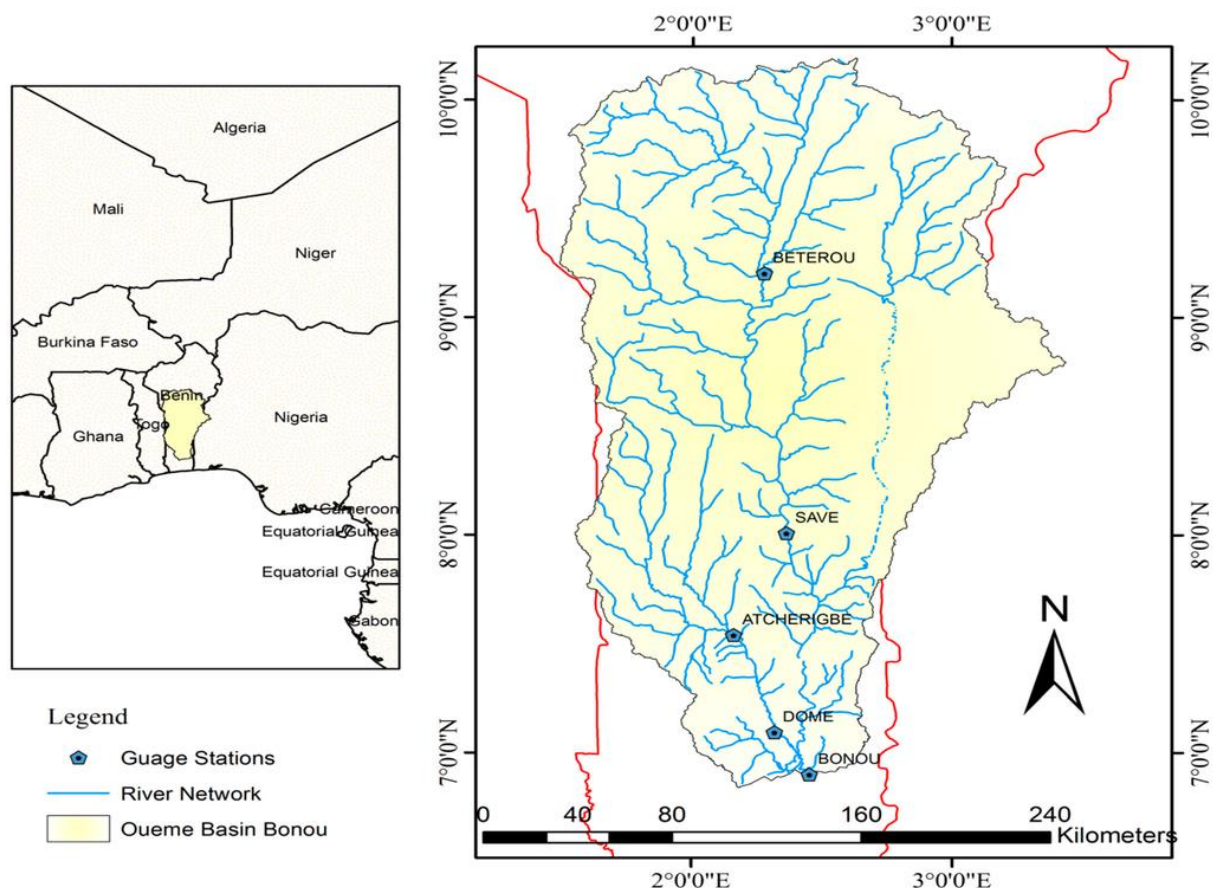 2°0'0"E 3°0'0"E
10°0'0"N
9°0'0"N
8°0'0"N
7°0'0"N
Algeria
Mali
Niger
Burkina Faso
Benin
Togo
Ghana
Nigeria
Cameroon
Equatorial Guinea
Equatorial Guinea
Gabon
BETEROU
SAVE
ATCHERIGBE
DOME
BONOU
N
10°0'0"N
9°0'0"N
8°0'0"N
7°0'0"N
0 40 80 160 240
Kilometers
2°0'0"E 3°0'0"E
Legend
Guage Stations
River Network
Oueme Basin Bonou